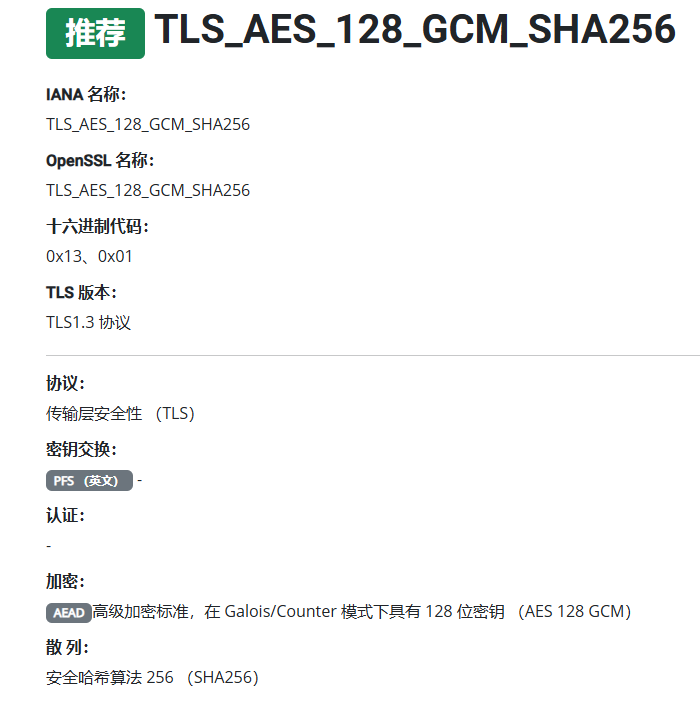 推荐 TLS_AES_128_GCM_SHA256
IANA 名称：
TLS_AES_128_GCM_SHA256
OpenSSL 名称：
TLS_AES_128_GCM_SHA256
十六进制代码：
0x13、0x01
TLS 版本：
TLS1.3 协议
协议：
传输层安全性 （TLS）
密钥交换：
PFS （英文） -
认证：
-
加密：
AEAD高级加密标准，在 Galois/Counter 模式下具有 128 位密钥 （AES 128 GCM）
散 列：
安全哈希算法 256 （SHA256）